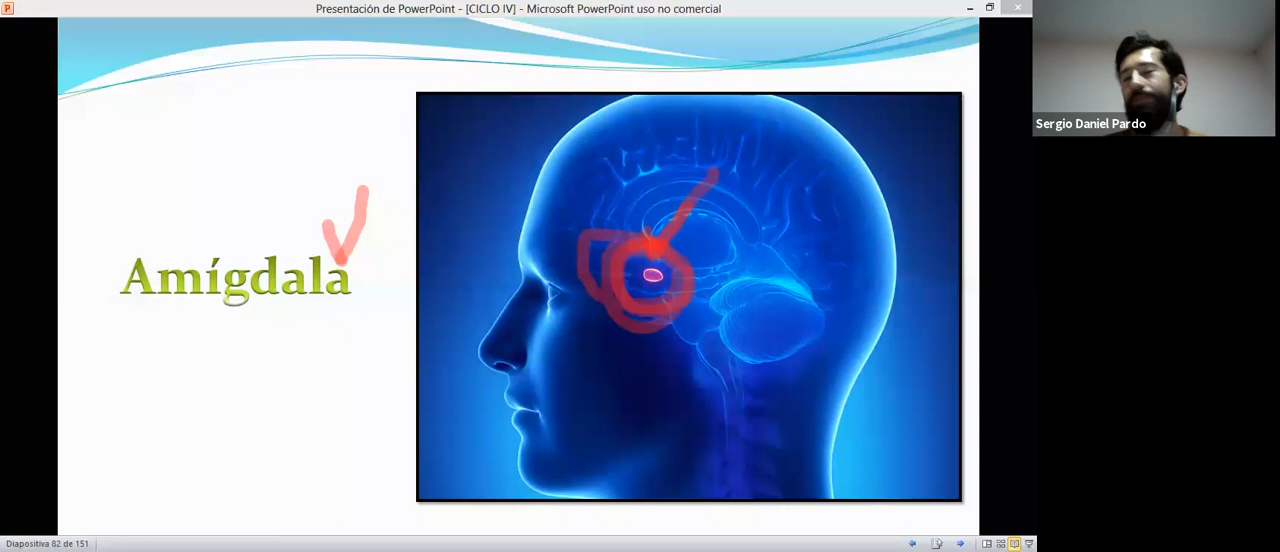 Presentación de PowerPoint - [CICLO IV] - Microsoft PowerPoint uso no comercial
Sergio Daniel Pardo
Amígdala
Diapositiva 82 de 151